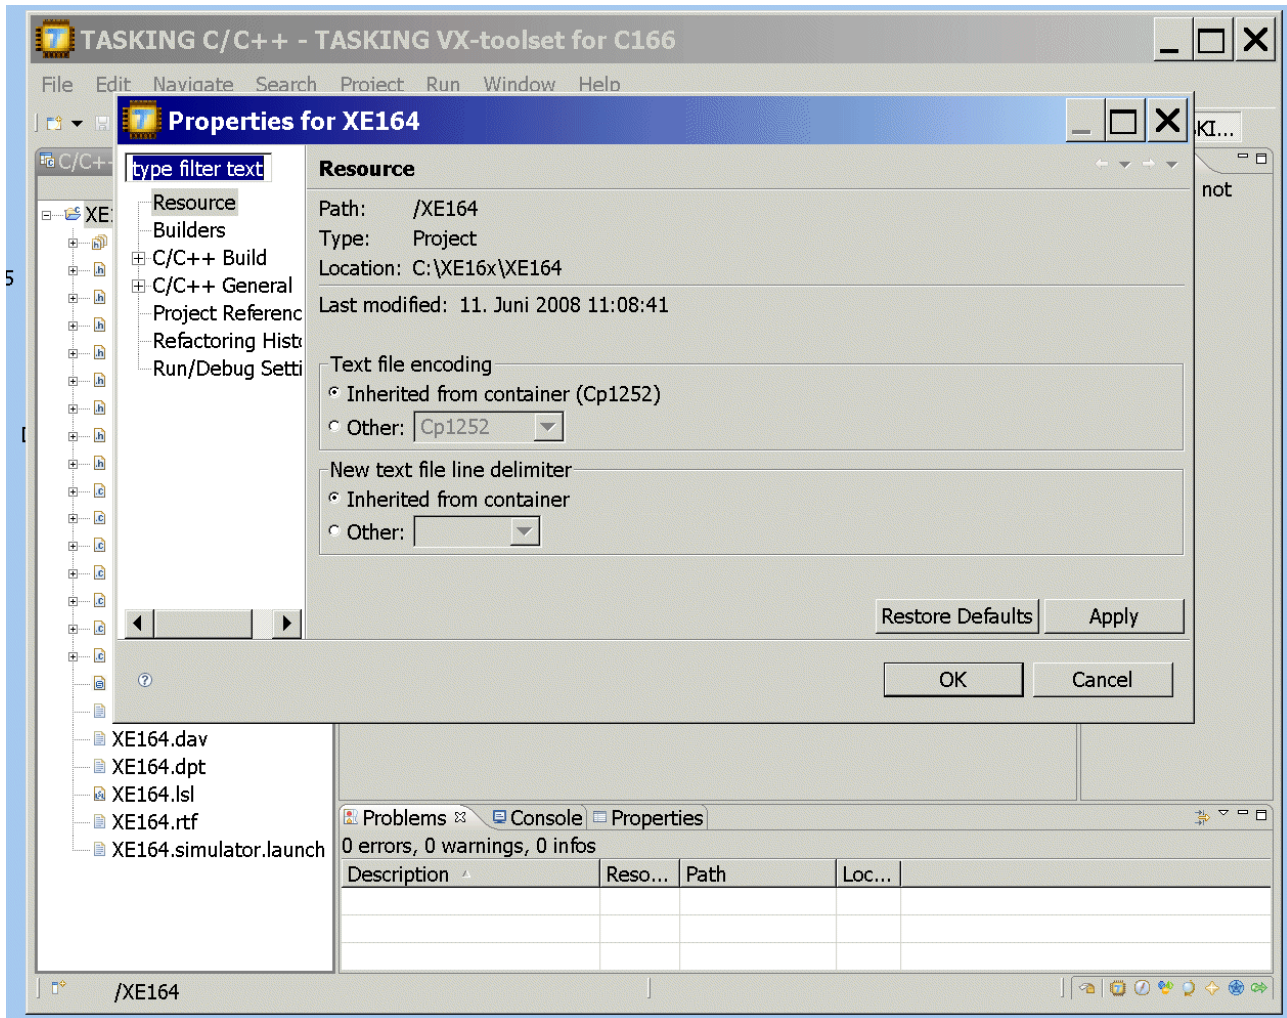 TASKING C/C++ - TASKING VX-toolset for C166
File Edit Navigate Search Project Run Window Help
Properties for XE164
KI...
C/C+
type filter text
Resource
not
Resource
Builders
C/C++ Build
C/C++ General
Project Referenc
Refactoring Histo
Run/Debug Setti
Path: /XE164
Type: Project
Location: C:\XE16x\XE164
Last modified: 11. Juni 2008 11:08:41
Text file encoding
Inherited from container (Cp1252)
Other: Cp1252
New text file line delimiter
Inherited from container
Other:
Restore Defaults Apply
OK Cancel
XE
5
XE164.dav
XE164.dpt
XE164.lsl
XE164.rtf
XE164.simulator.launch
Problems Console Properties
0 errors, 0 warnings, 0 infos
Description Reso... Path Loc...
/XE164